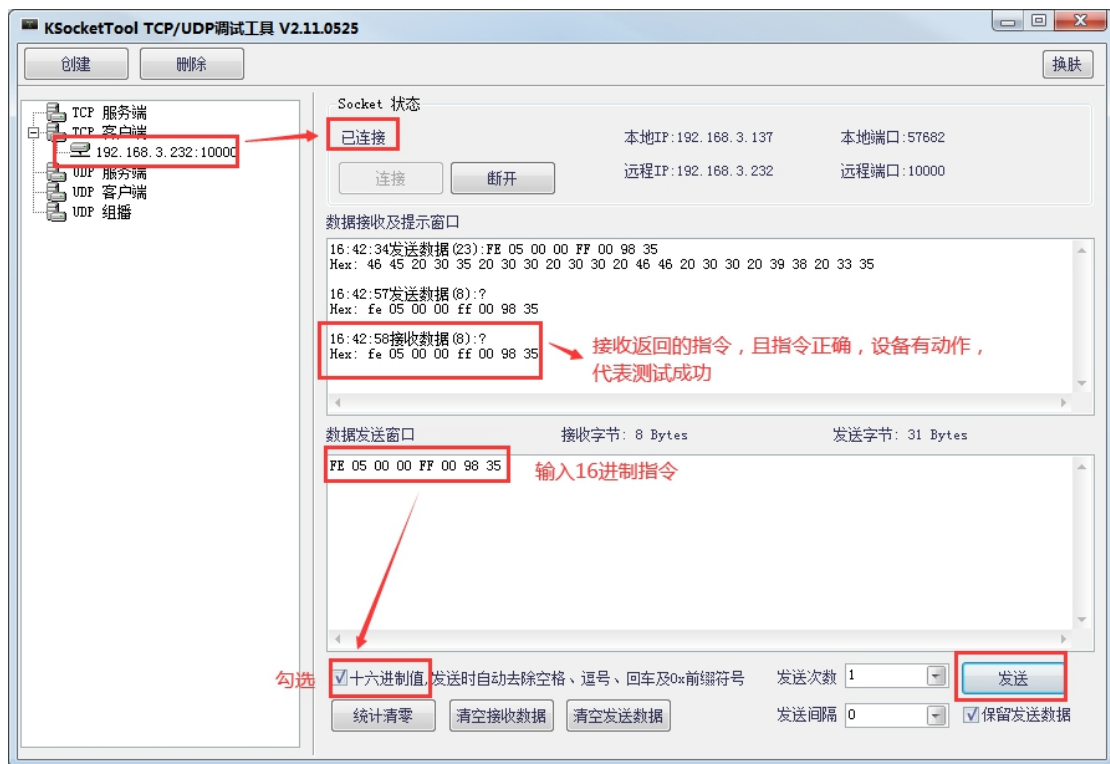 KSocketTool TCP/UDP调试工具 V2.11.0525
创建 删除 换肤
TCP 服务端
TCP 客户端
192.168.3.232:10000
UDP 服务端
UDP 客户端
UDP 组播
Socket 状态
已连接 本地IP:192.168.3.137 本地端口:57682
连接 断开 远程IP:192.168.3.232 远程端口:10000
数据接收及提示窗口
16:42:34发送数据(23):FE 05 00 00 FF 00 98 35
Hex: 46 45 20 30 35 20 30 30 20 30 30 20 46 46 20 30 30 20 39 38 20 33 35
16:42:57发送数据(8):?
Hex: fe 05 00 00 ff 00 98 35
16:42:58接收数据(8):?
Hex: fe 05 00 00 ff 00 98 35
接收返回的指令，且指令正确，设备有动作，
代表测试成功
数据发送窗口 接收字节: 8 Bytes 发送字节: 31 Bytes
FE 05 00 00 FF 00 98 35
输入16进制指令
勾选 十六进制值,发送时自动去除空格、逗号、回车及0x前缀符号 发送次数 1 发送
统计清零 清空接收数据 清空发送数据 发送间隔 0 保留发送数据